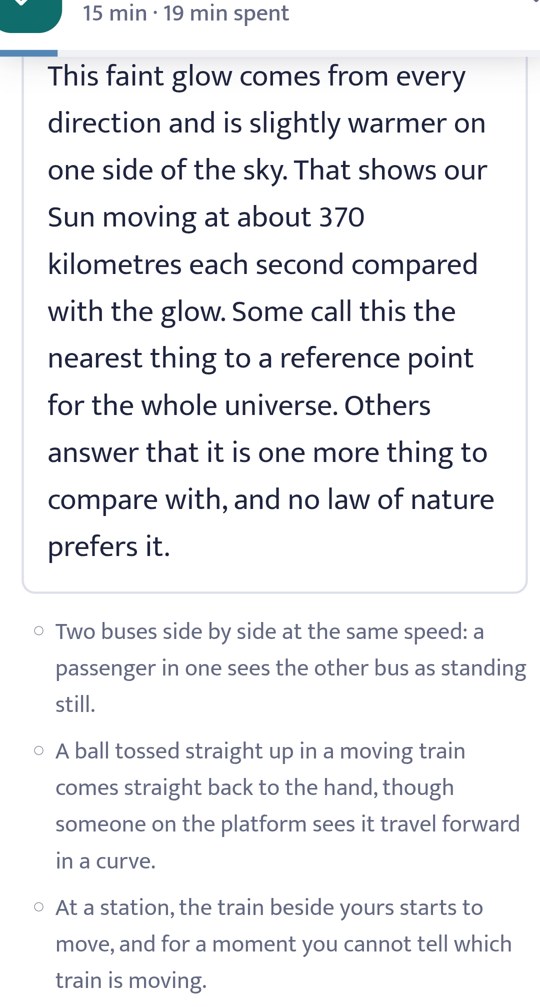 15 min · 19 min spent
This faint glow comes from every
direction and is slightly warmer on
one side of the sky. That shows our
Sun moving at about 370
kilometres each second compared
with the glow. Some call this the
nearest thing to a reference point
for the whole universe. Others
answer that it is one more thing to
compare with, and no law of nature
prefers it.
Two buses side by side at the same speed: a
passenger in one sees the other bus as standing
still.
A ball tossed straight up in a moving train
comes straight back to the hand, though
someone on the platform sees it travel forward
in a curve.
At a station, the train beside yours starts to
move, and for a moment you cannot tell which
train is moving.